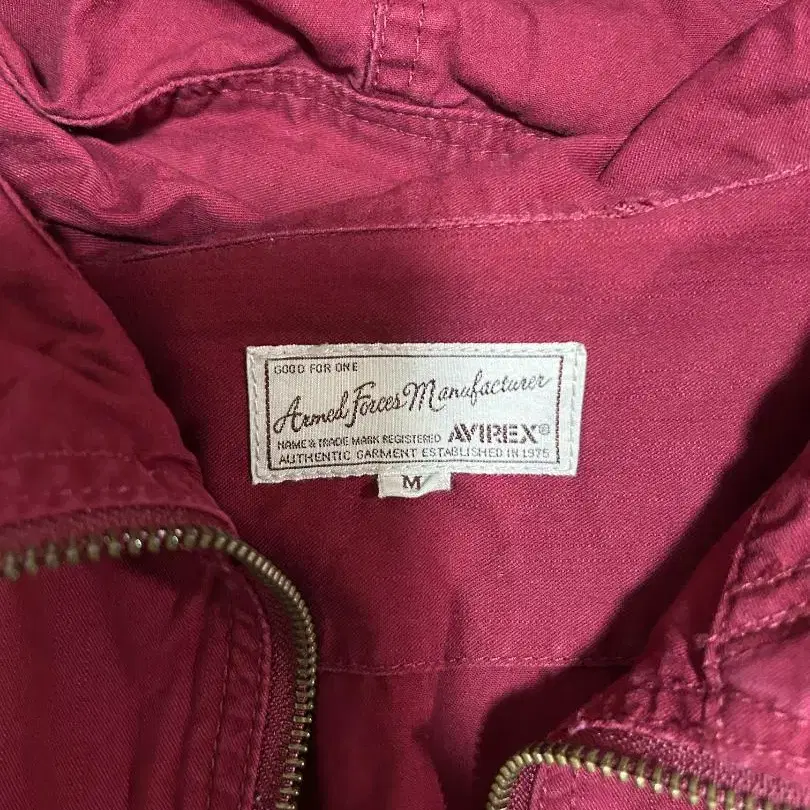 GOOD FOR ONE
Armed Forces Manufacturer
NAME & TRADE MARK REGISTERED AVIREX®
AUTHENTIC GARMENT ESTABLISHED IN 1975
M